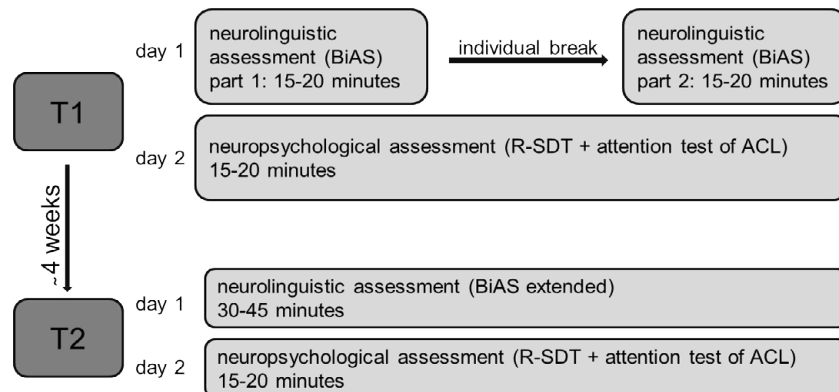 day 1
neurolinguistic
assessment (BiAS)
part 1: 15-20 minutes
individual break
neurolinguistic
assessment (BiAS)
part 2: 15-20 minutes
T1
day 2
neuropsychological assessment (R-SDT + attention test of ACL)
15-20 minutes
~4 weeks
T2
day 1
neurolinguistic assessment (BiAS extended)
30-45 minutes
day 2
neuropsychological assessment (R-SDT + attention test of ACL)
15-20 minutes